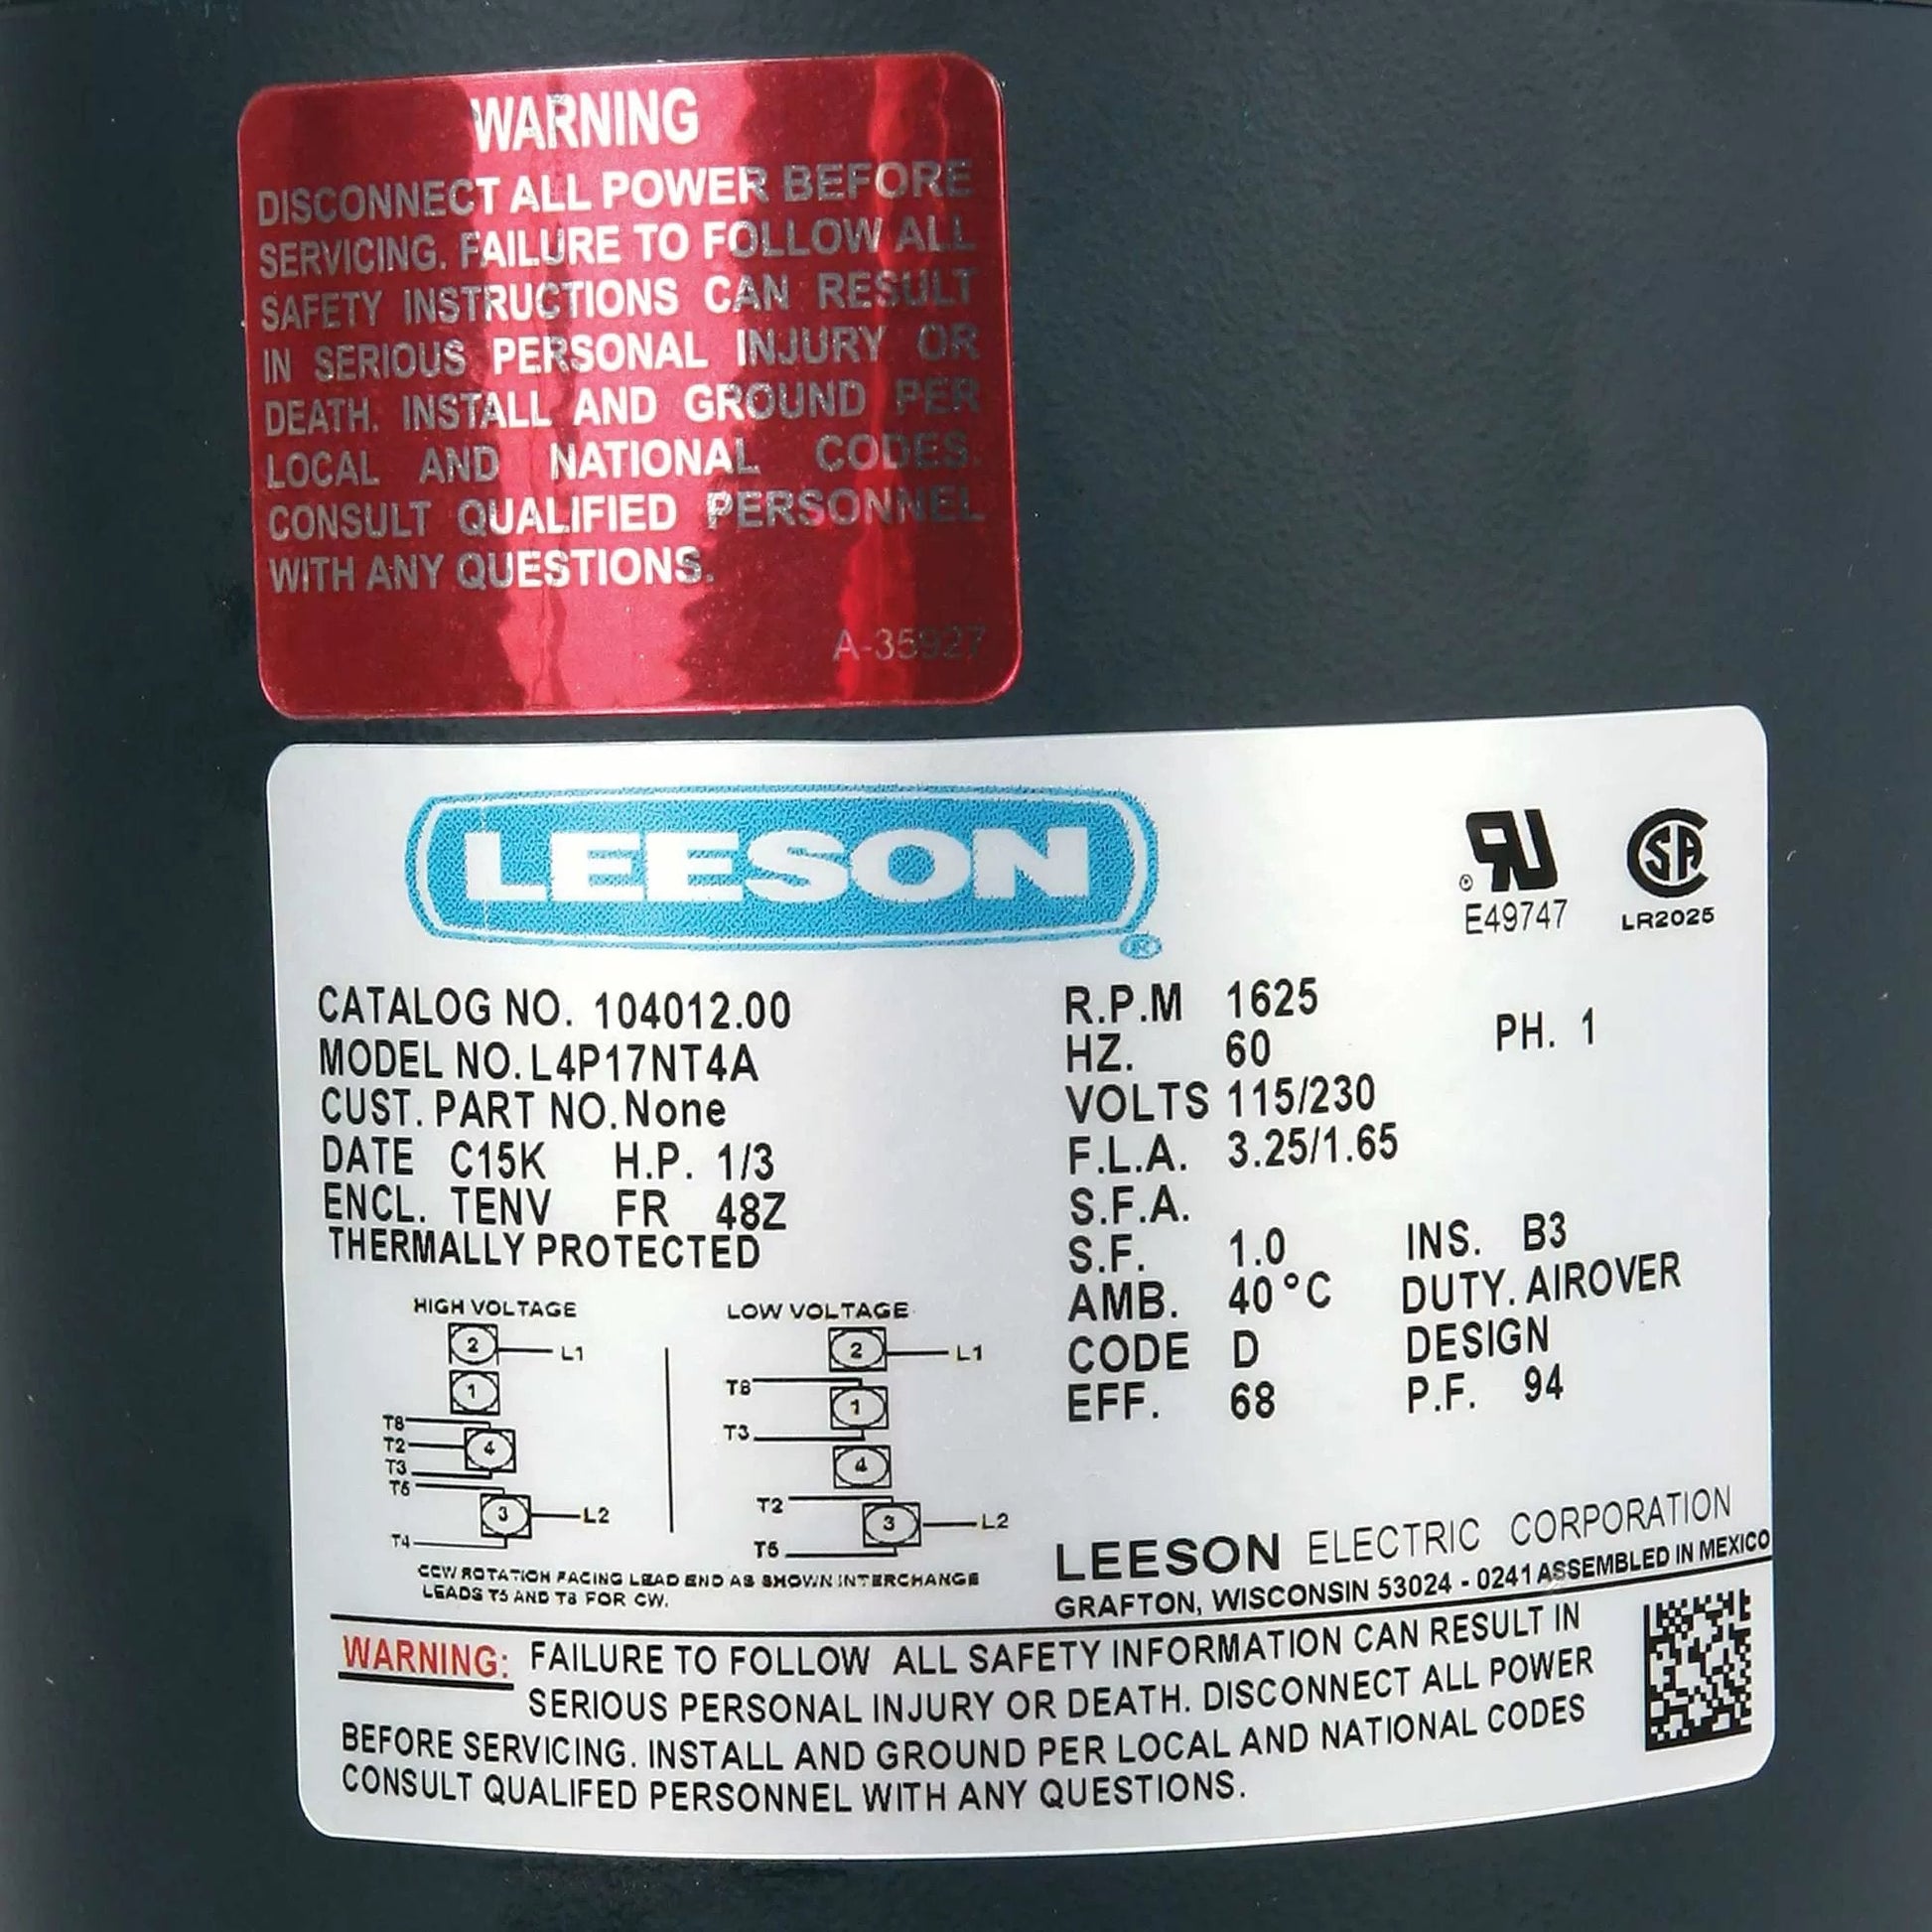 WARNING
DISCONNECT ALL POWER BEFORE
SERVICING. FAILURE TO FOLLOW ALL
SAFETY INSTRUCTIONS CAN RESULT
IN SERIOUS PERSONAL INJURY OR
DEATH. INSTALL AND GROUND PER
LOCAL AND NATIONAL CODES.
CONSULT QUALIFIED PERSONNEL
WITH ANY QUESTIONS.
A-35927
LEESON
®
E49747
LR2025
CATALOG NO. 104012.00
MODEL NO. L4P17NT4A
CUST. PART NO. None
DATE C15K H.P. 1/3
ENCL. TENV FR 48Z
THERMALLY PROTECTED
R.P.M 1625
HZ. 60 PH. 1
VOLTS 115/230
F.L.A. 3.25/1.65
S.F.A.
S.F. 1.0 INS. B3
AMB. 40°C DUTY. AIROVER
CODE D DESIGN
EFF. 68 P.F. 94
HIGH VOLTAGE
2 L1
1
T8
T2 4
T3
T5
3 L2
T4
LOW VOLTAGE
2 L1
T8
1
T3
4
T2
3 L2
T5
CCW ROTATION FACING LEAD END AS SHOWN INTERCHANGE
LEADS T5 AND T8 FOR CW.
LEESON ELECTRIC CORPORATION
GRAFTON, WISCONSIN 53024 - 0241 ASSEMBLED IN MEXICO
WARNING: FAILURE TO FOLLOW ALL SAFETY INFORMATION CAN RESULT IN
SERIOUS PERSONAL INJURY OR DEATH. DISCONNECT ALL POWER
BEFORE SERVICING. INSTALL AND GROUND PER LOCAL AND NATIONAL CODES
CONSULT QUALIFED PERSONNEL WITH ANY QUESTIONS.